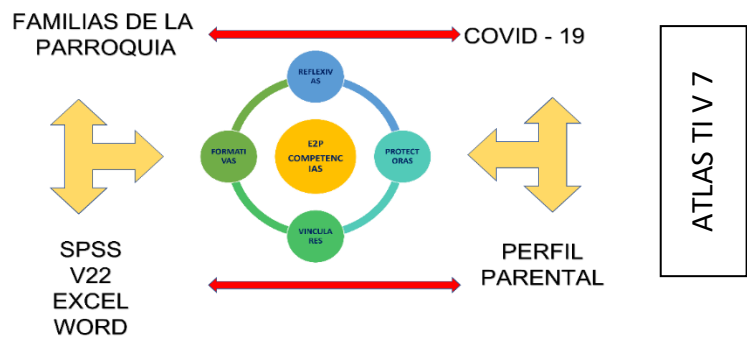 FAMILIAS DE LA
PARROQUIA
COVID - 19
REFLEXIV
AS
FORMATI
VAS
E2P
COMPETENC
IAS
PROTECT
ORAS
VINCULA
RES
SPSS
V22
EXCEL
WORD
PERFIL
PARENTAL
ATLAS TI V 7